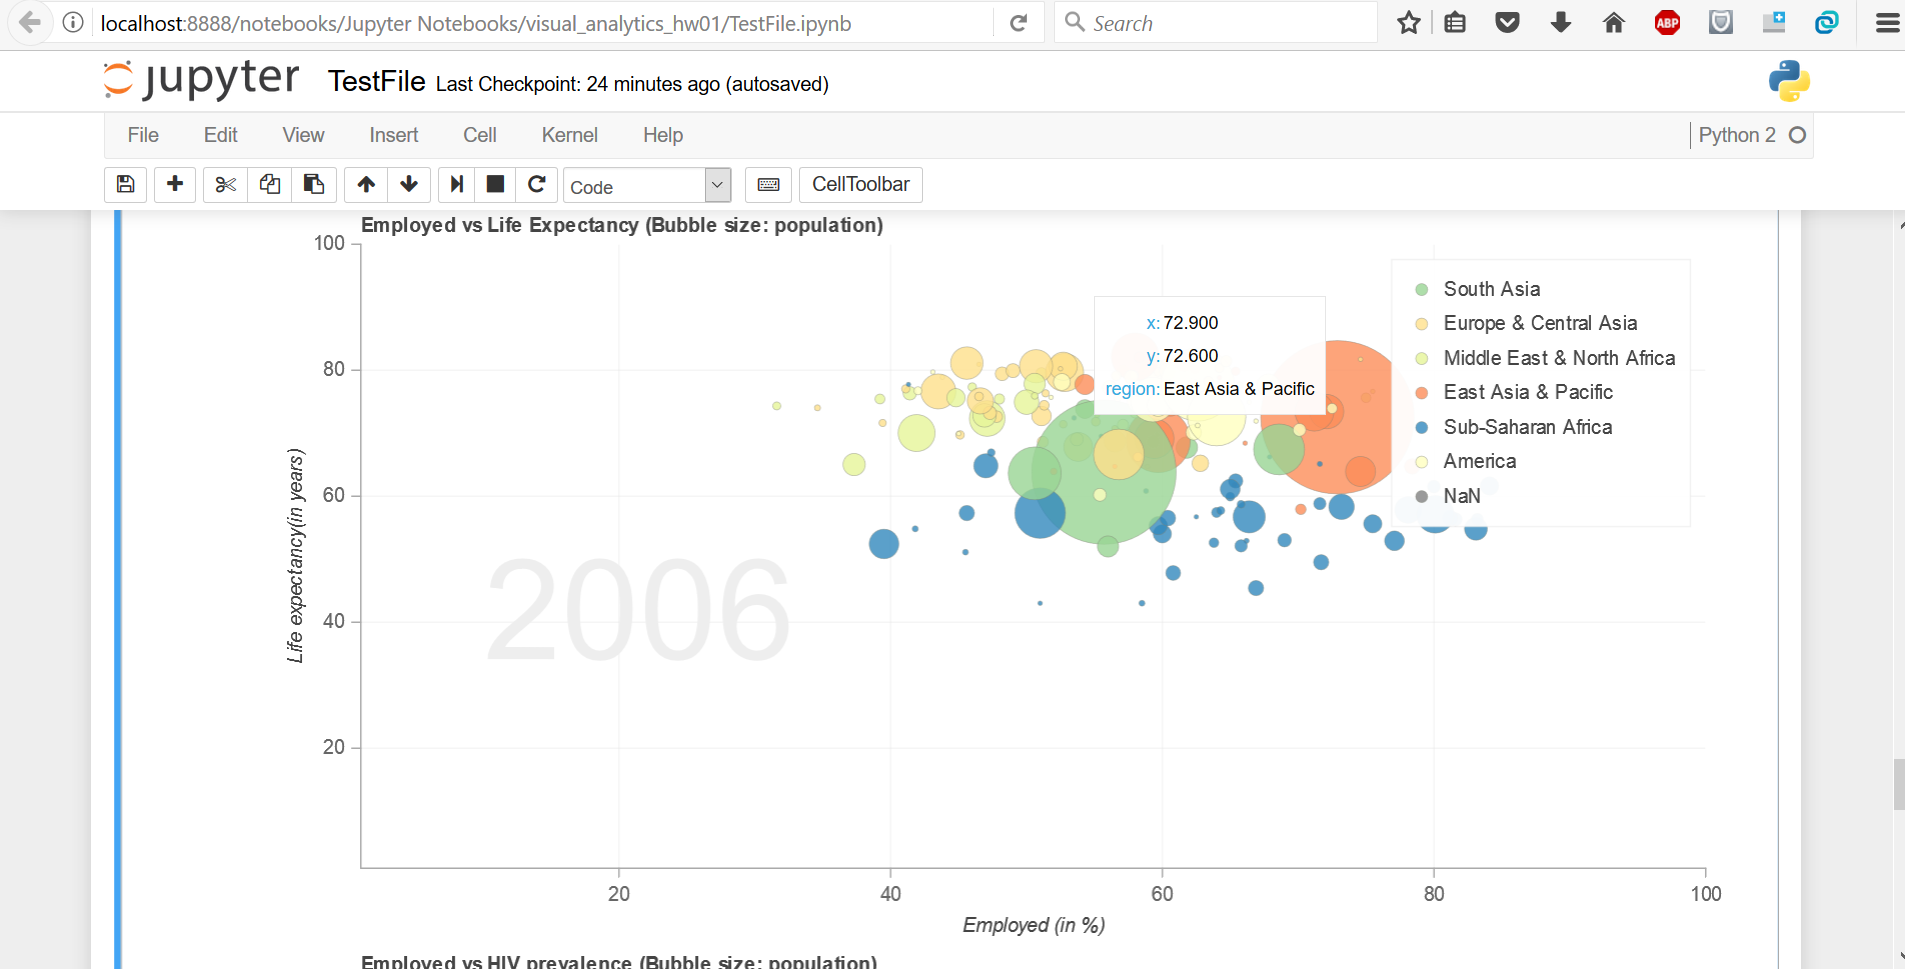 localhost:8888/notebooks/Jupyter Notebooks/visual_analytics_hw01/TestFile.ipynb
Search
ABP
jupyter TestFile Last Checkpoint: 24 minutes ago (autosaved)
File Edit View Insert Cell Kernel Help
Python 2
Code
CellToolbar
Employed vs Life Expectancy (Bubble size: population)
100
80
60
40
20
Life expectancy(in years)
2006
x: 72.900
y: 72.600
region: East Asia & Pacific
South Asia
Europe & Central Asia
Middle East & North Africa
East Asia & Pacific
Sub-Saharan Africa
America
NaN
20 40 60 80 100
Employed (in %)
Employed vs HIV prevalence (Bubble size: population)